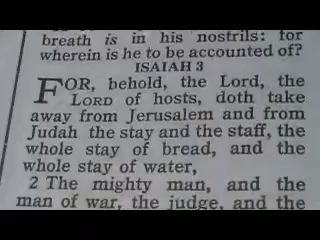 breath is in his nostrils: for
wherein is he to be accounted of?
ISAIAH 3
FOR, behold, the Lord, the
LORD of hosts, doth take
away from Jerusalem and from
Judah the stay and the staff, the
whole stay of bread, and the
whole stay of water,
2 The mighty man, and the
man of war, the judge, and the